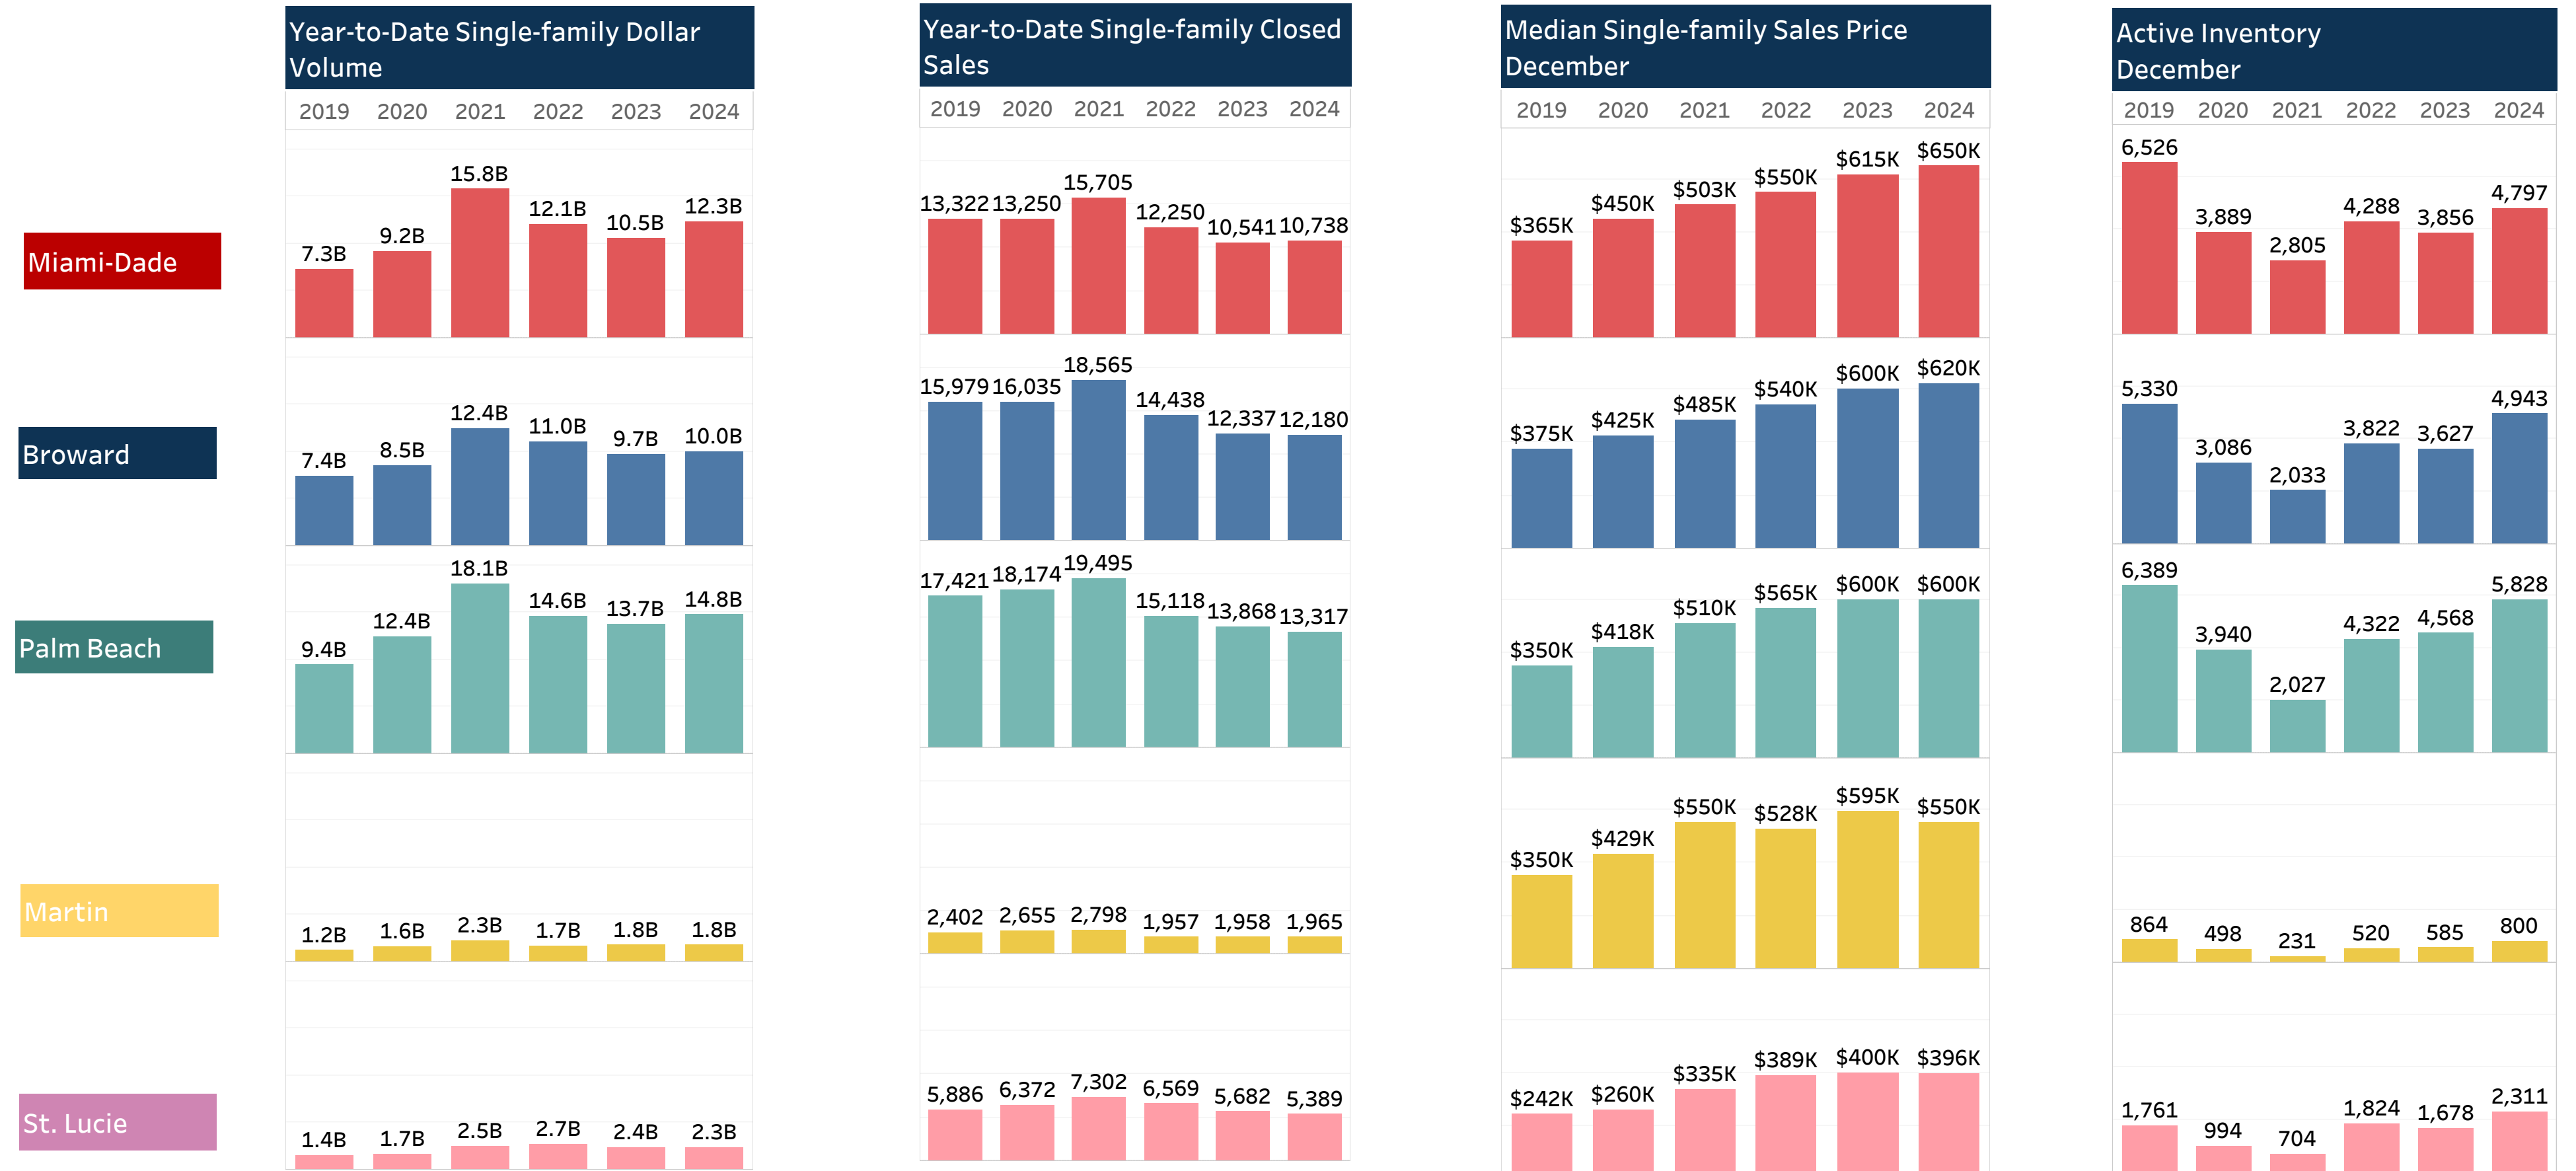 Year-to-Date Single-family Dollar
Volume
2019 2020 2021 2022 2023 2024
Year-to-Date Single-family Closed
Sales
2019 2020 2021 2022 2023 2024
Median Single-family Sales Price
December
2019 2020 2021 2022 2023 2024
Active Inventory
December
2019 2020 2021 2022 2023 2024
Miami-Dade
7.3B 9.2B 15.8B 12.1B 10.5B 12.3B
13,322 13,250 15,705 12,250 10,541 10,738
$365K $450K $503K $550K $615K $650K
6,526 3,889 2,805 4,288 3,856 4,797
Broward
7.4B 8.5B 12.4B 11.0B 9.7B 10.0B
15,979 16,035 18,565 14,438 12,337 12,180
$375K $425K $485K $540K $600K $620K
5,330 3,086 2,033 3,822 3,627 4,943
Palm Beach
9.4B 12.4B 18.1B 14.6B 13.7B 14.8B
17,421 18,174 19,495 15,118 13,868 13,317
$350K $418K $510K $565K $600K $600K
6,389 3,940 2,027 4,322 4,568 5,828
Martin
1.2B 1.6B 2.3B 1.7B 1.8B 1.8B
2,402 2,655 2,798 1,957 1,958 1,965
$350K $429K $550K $528K $595K $550K
864 498 231 520 585 800
St. Lucie
1.4B 1.7B 2.5B 2.7B 2.4B 2.3B
5,886 6,372 7,302 6,569 5,682 5,389
$242K $260K $335K $389K $400K $396K
1,761 994 704 1,824 1,678 2,311